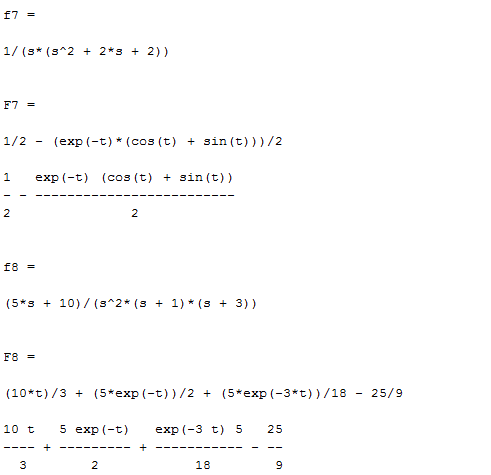 f7 =
1/(s*(s^2 + 2*s + 2))
F7 =
1/2 - (exp(-t)*(cos(t) + sin(t)))/2
1   exp(-t) (cos(t) + sin(t))
- - -------------------------
2               2
f8 =
(5*s + 10)/(s^2*(s + 1)*(s + 3))
F8 =
(10*t)/3 + (5*exp(-t))/2 + (5*exp(-3*t))/18 - 25/9
10 t   5 exp(-t)   exp(-3 t) 5   25
---- + --------- + ----------- - --
  3        2            18        9